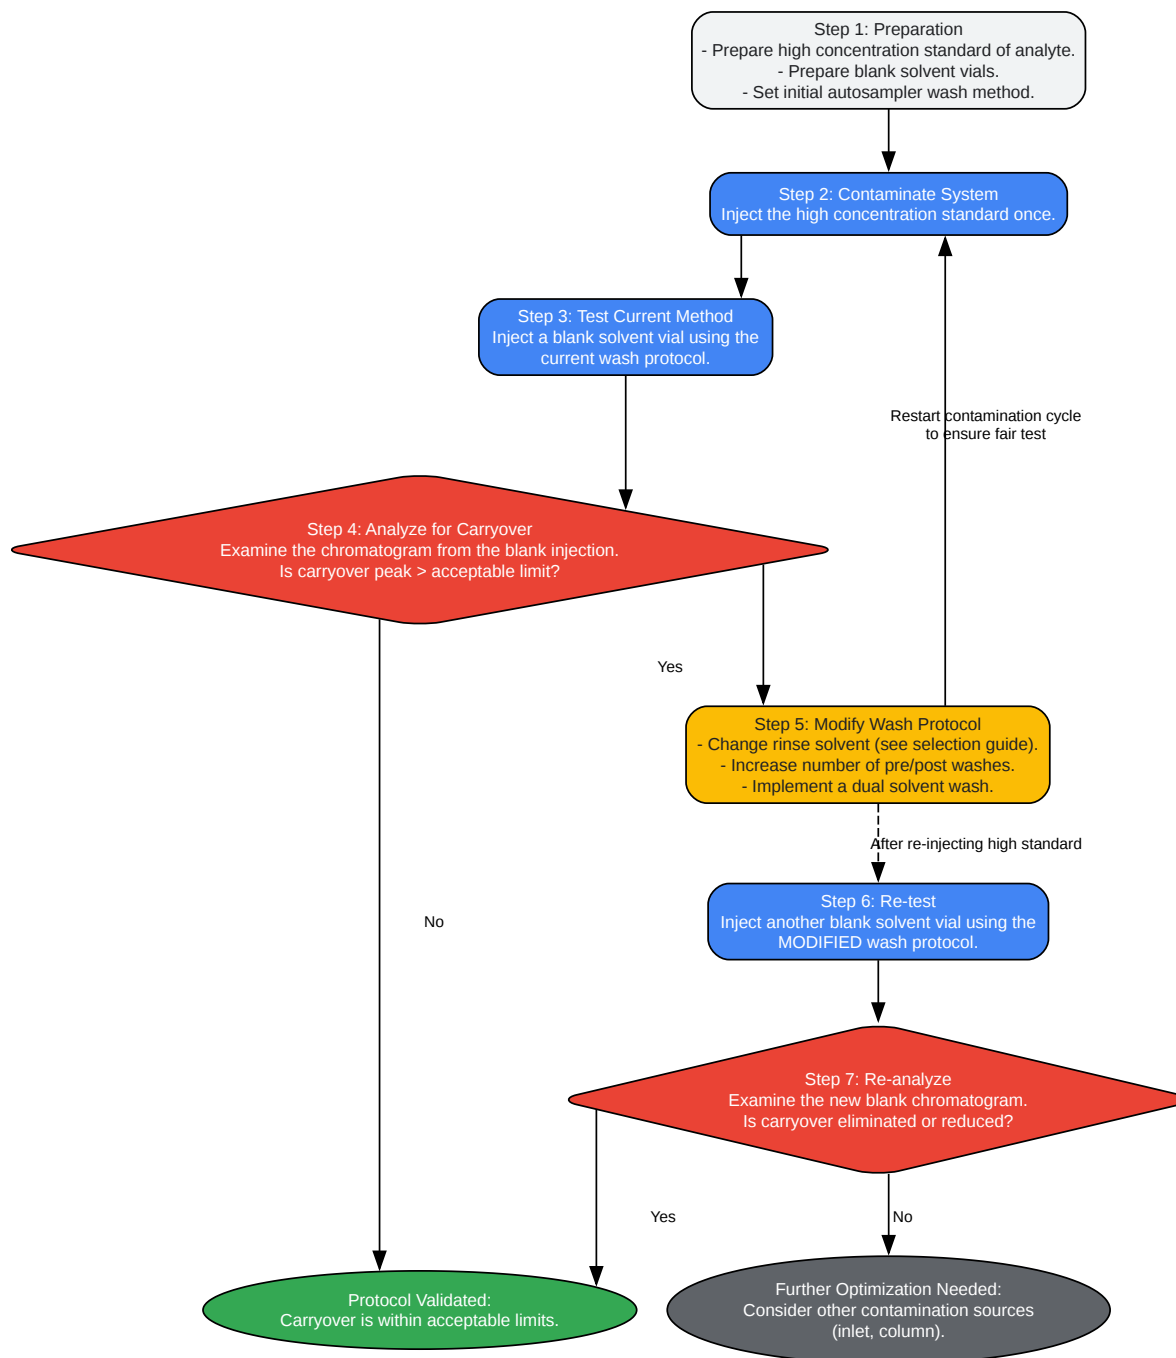 Step 1: Preparation
- Prepare high concentration standard of analyte.
- Prepare blank solvent vials.
- Set initial autosampler wash method.
Step 2: Contaminate System
Inject the high concentration standard once.
Step 3: Test Current Method
Inject a blank solvent vial using the
current wash protocol.
Restart contamination cycle
to ensure fair test
Step 4: Analyze for Carryover
Examine the chromatogram from the blank injection.
Is carryover peak > acceptable limit?
Yes
Step 5: Modify Wash Protocol
- Change rinse solvent (see selection guide).
- Increase number of pre/post washes.
- Implement a dual solvent wash.
After re-injecting high standard
Step 6: Re-test
Inject another blank solvent vial using the
MODIFIED wash protocol.
No
Step 7: Re-analyze
Examine the new blank chromatogram.
Is carryover eliminated or reduced?
Yes
No
Protocol Validated:
Carryover is within acceptable limits.
Further Optimization Needed:
Consider other contamination sources
(inlet, column).